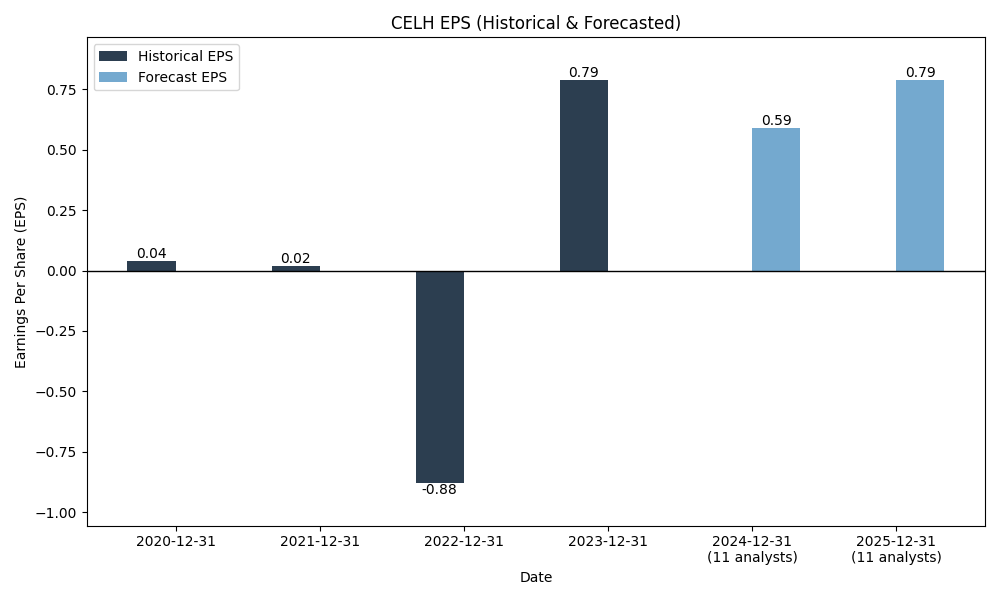 CELH EPS (Historical & Forecasted)
Historical EPS
Forecast EPS
Earnings Per Share (EPS)
0.75
0.50
0.25
0.00
−0.25
−0.50
−0.75
−1.00
0.04
0.02
-0.88
0.79
0.59
0.79
2020-12-31
2021-12-31
2022-12-31
2023-12-31
2024-12-31
(11 analysts)
2025-12-31
(11 analysts)
Date